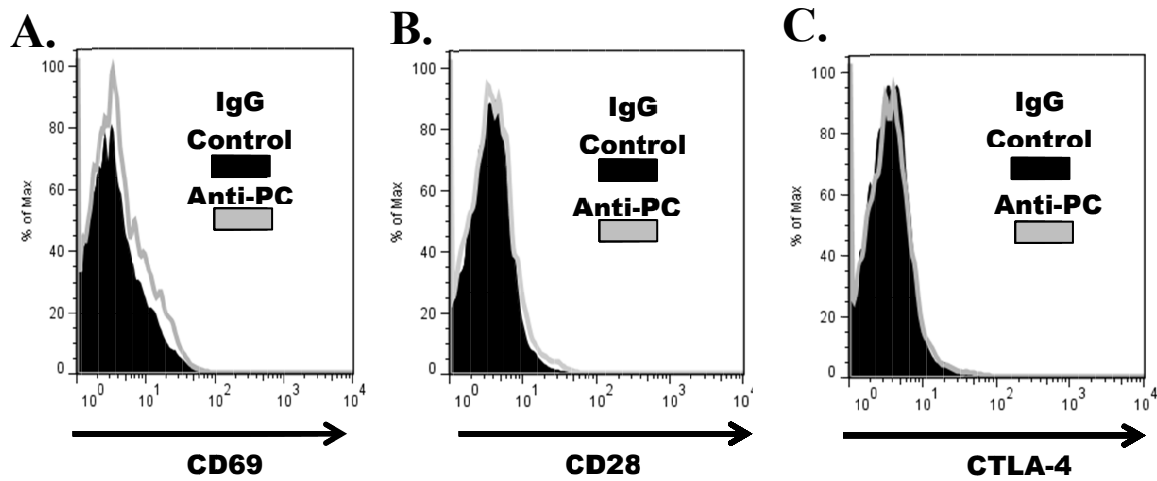 A.
% of Max
100
80
60
40
20
0
IgG
Control
Anti-PC
10^0 10^1 10^2 10^3 10^4
CD69
B.
% of Max
100
80
60
40
20
0
IgG
Control
Anti-PC
10^0 10^1 10^2 10^3 10^4
CD28
C.
% of Max
100
80
60
40
20
0
IgG
Control
Anti-PC
10^0 10^1 10^2 10^3 10^4
CTLA-4